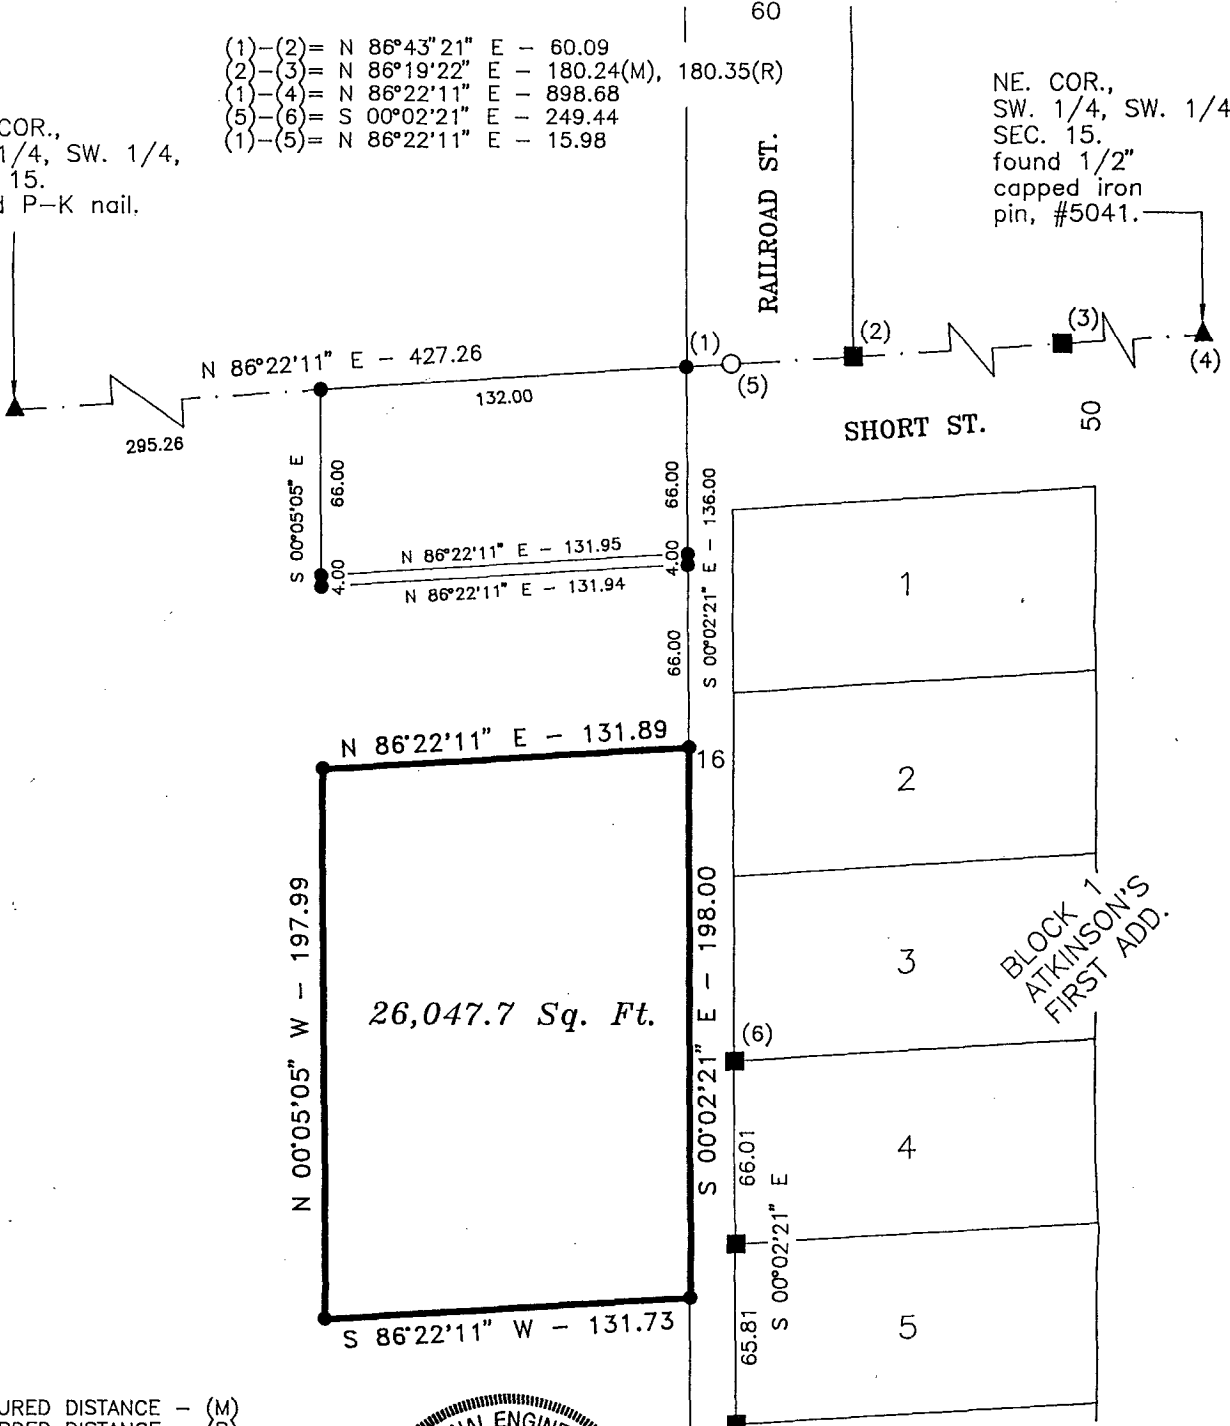 60
(1)-(2)= N 86°43"21" E - 60.09
(2)-(3)= N 86°19'22" E - 180.24(M), 180.35(R)
(1)-(4)= N 86°22'11" E - 898.68
(5)-(6)= S 00°02'21" E - 249.44
(1)-(5)= N 86°22'11" E - 15.98
COR.,
1/4, SW. 1/4,
15.
P-K nail.
NE. COR.,
SW. 1/4, SW. 1/4
SEC. 15.
found 1/2"
capped iron
pin, #5041.
RAILROAD ST.
(1)
(2)
(3)
(4)
(5)
N 86°22'11" E - 427.26
132.00
295.26
SHORT ST.
50
S 00°05'05" E
66.00
66.00
S 00°02'21" E - 136.00
N 86°22'11" E - 131.95
4.00
4.00
N 86°22'11" E - 131.94
66.00
1
N 86°22'11" E - 131.89
16
2
N 00°05'05" W - 197.99
S 00°02'21" E - 198.00
BLOCK 1
ATKINSON'S
FIRST ADD.
3
26,047.7 Sq. Ft.
(6)
66.01
4
S 00°02'21" E
65.81
5
S 86°22'11" W - 131.73
URED DISTANCE - (M)
DISTANCE - (R)
NAL ENGIN